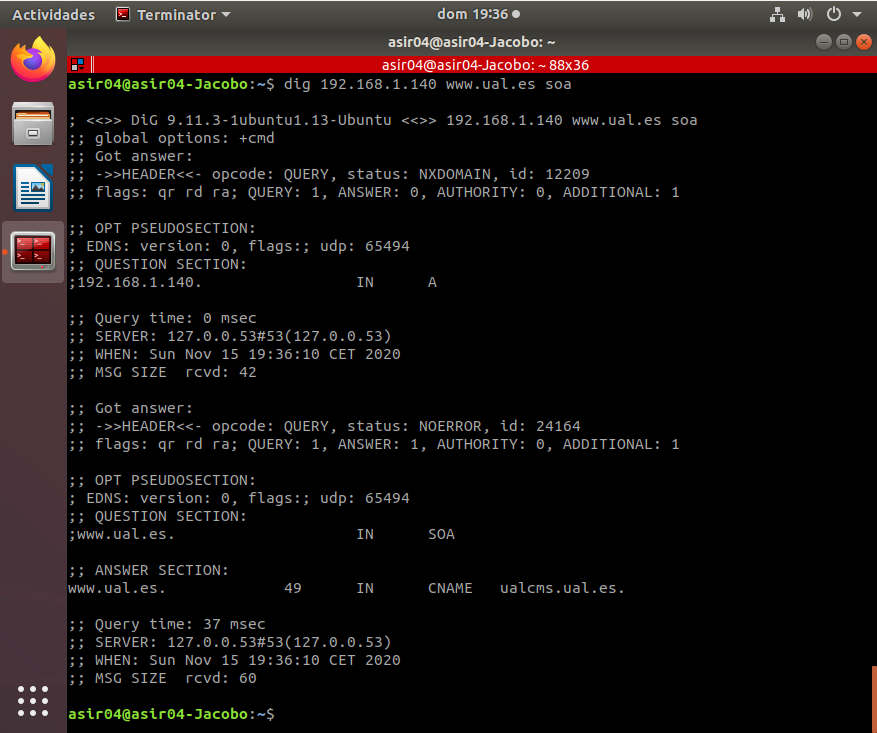 Actividades Terminator dom 19:36
asir04@asir04-Jacobo: ~
asir04@asir04-Jacobo: ~ 88x36
asir04@asir04-Jacobo:~$ dig 192.168.1.140 www.ual.es soa
; <<>> DiG 9.11.3-1ubuntu1.13-Ubuntu <<>> 192.168.1.140 www.ual.es soa
;; global options: +cmd
;; Got answer:
;; ->>HEADER<<- opcode: QUERY, status: NXDOMAIN, id: 12209
;; flags: qr rd ra; QUERY: 1, ANSWER: 0, AUTHORITY: 0, ADDITIONAL: 1
;; OPT PSEUDOSECTION:
; EDNS: version: 0, flags:; udp: 65494
;; QUESTION SECTION:
;192.168.1.140. IN A
;; Query time: 0 msec
;; SERVER: 127.0.0.53#53(127.0.0.53)
;; WHEN: Sun Nov 15 19:36:10 CET 2020
;; MSG SIZE rcvd: 42
;; Got answer:
;; ->>HEADER<<- opcode: QUERY, status: NOERROR, id: 24164
;; flags: qr rd ra; QUERY: 1, ANSWER: 1, AUTHORITY: 0, ADDITIONAL: 1
;; OPT PSEUDOSECTION:
; EDNS: version: 0, flags:; udp: 65494
;; QUESTION SECTION:
;www.ual.es. IN SOA
;; ANSWER SECTION:
www.ual.es. 49 IN CNAME ualcms.ual.es.
;; Query time: 37 msec
;; SERVER: 127.0.0.53#53(127.0.0.53)
;; WHEN: Sun Nov 15 19:36:10 CET 2020
;; MSG SIZE rcvd: 60
asir04@asir04-Jacobo:~$